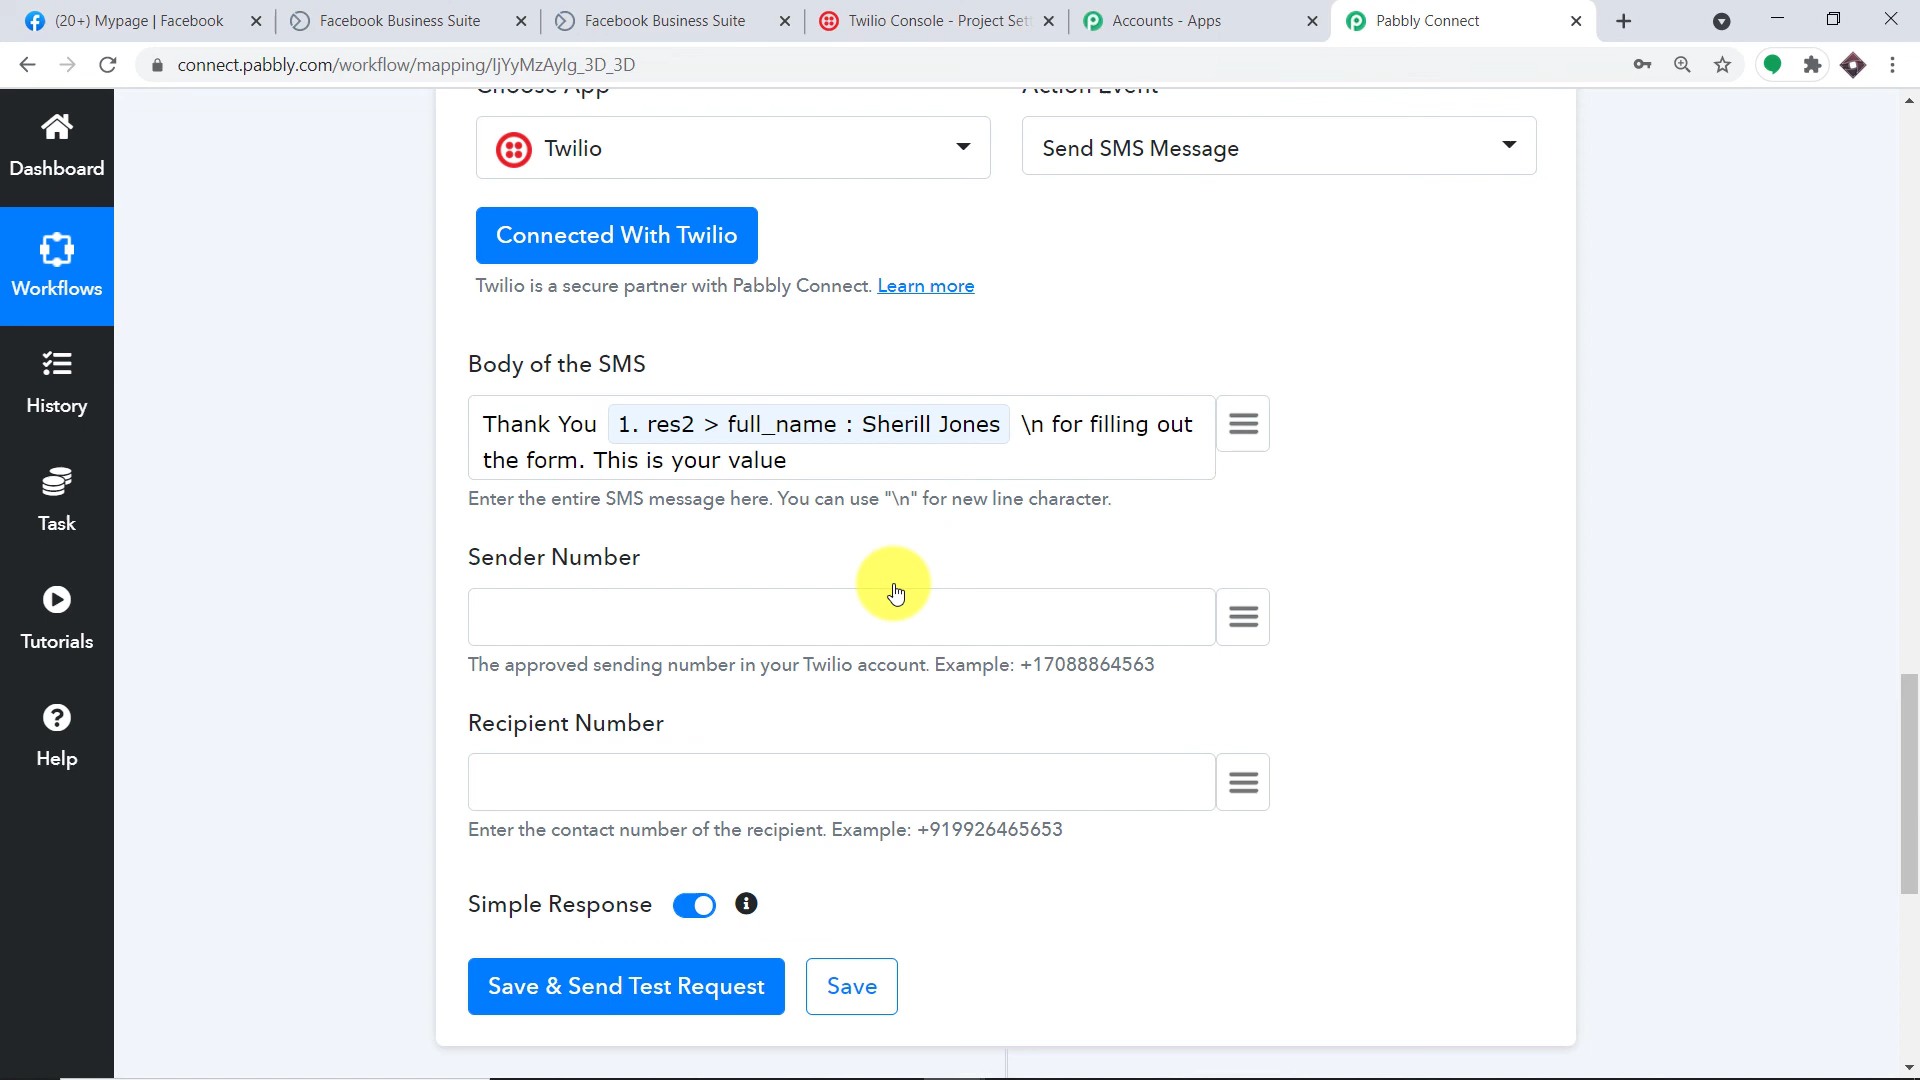 (20+) Mypage | Facebook
Facebook Business Suite
Facebook Business Suite
Twilio Console - Project Set
Accounts - Apps
Pabbly Connect
connect.pabbly.com/workflow/mapping/IjYyMzAyIg_3D_3D
Dashboard
Workflows
History
Task
Tutorials
Help
Choose App
Action Event
Twilio
Send SMS Message
Connected With Twilio
Twilio is a secure partner with Pabbly Connect. Learn more
Body of the SMS
Thank You 1. res2 > full_name : Sherill Jones \n for filling out
the form. This is your value
Enter the entire SMS message here. You can use "\n" for new line character.
Sender Number
The approved sending number in your Twilio account. Example: +17088864563
Recipient Number
Enter the contact number of the recipient. Example: +919926465653
Simple Response
Save & Send Test Request
Save